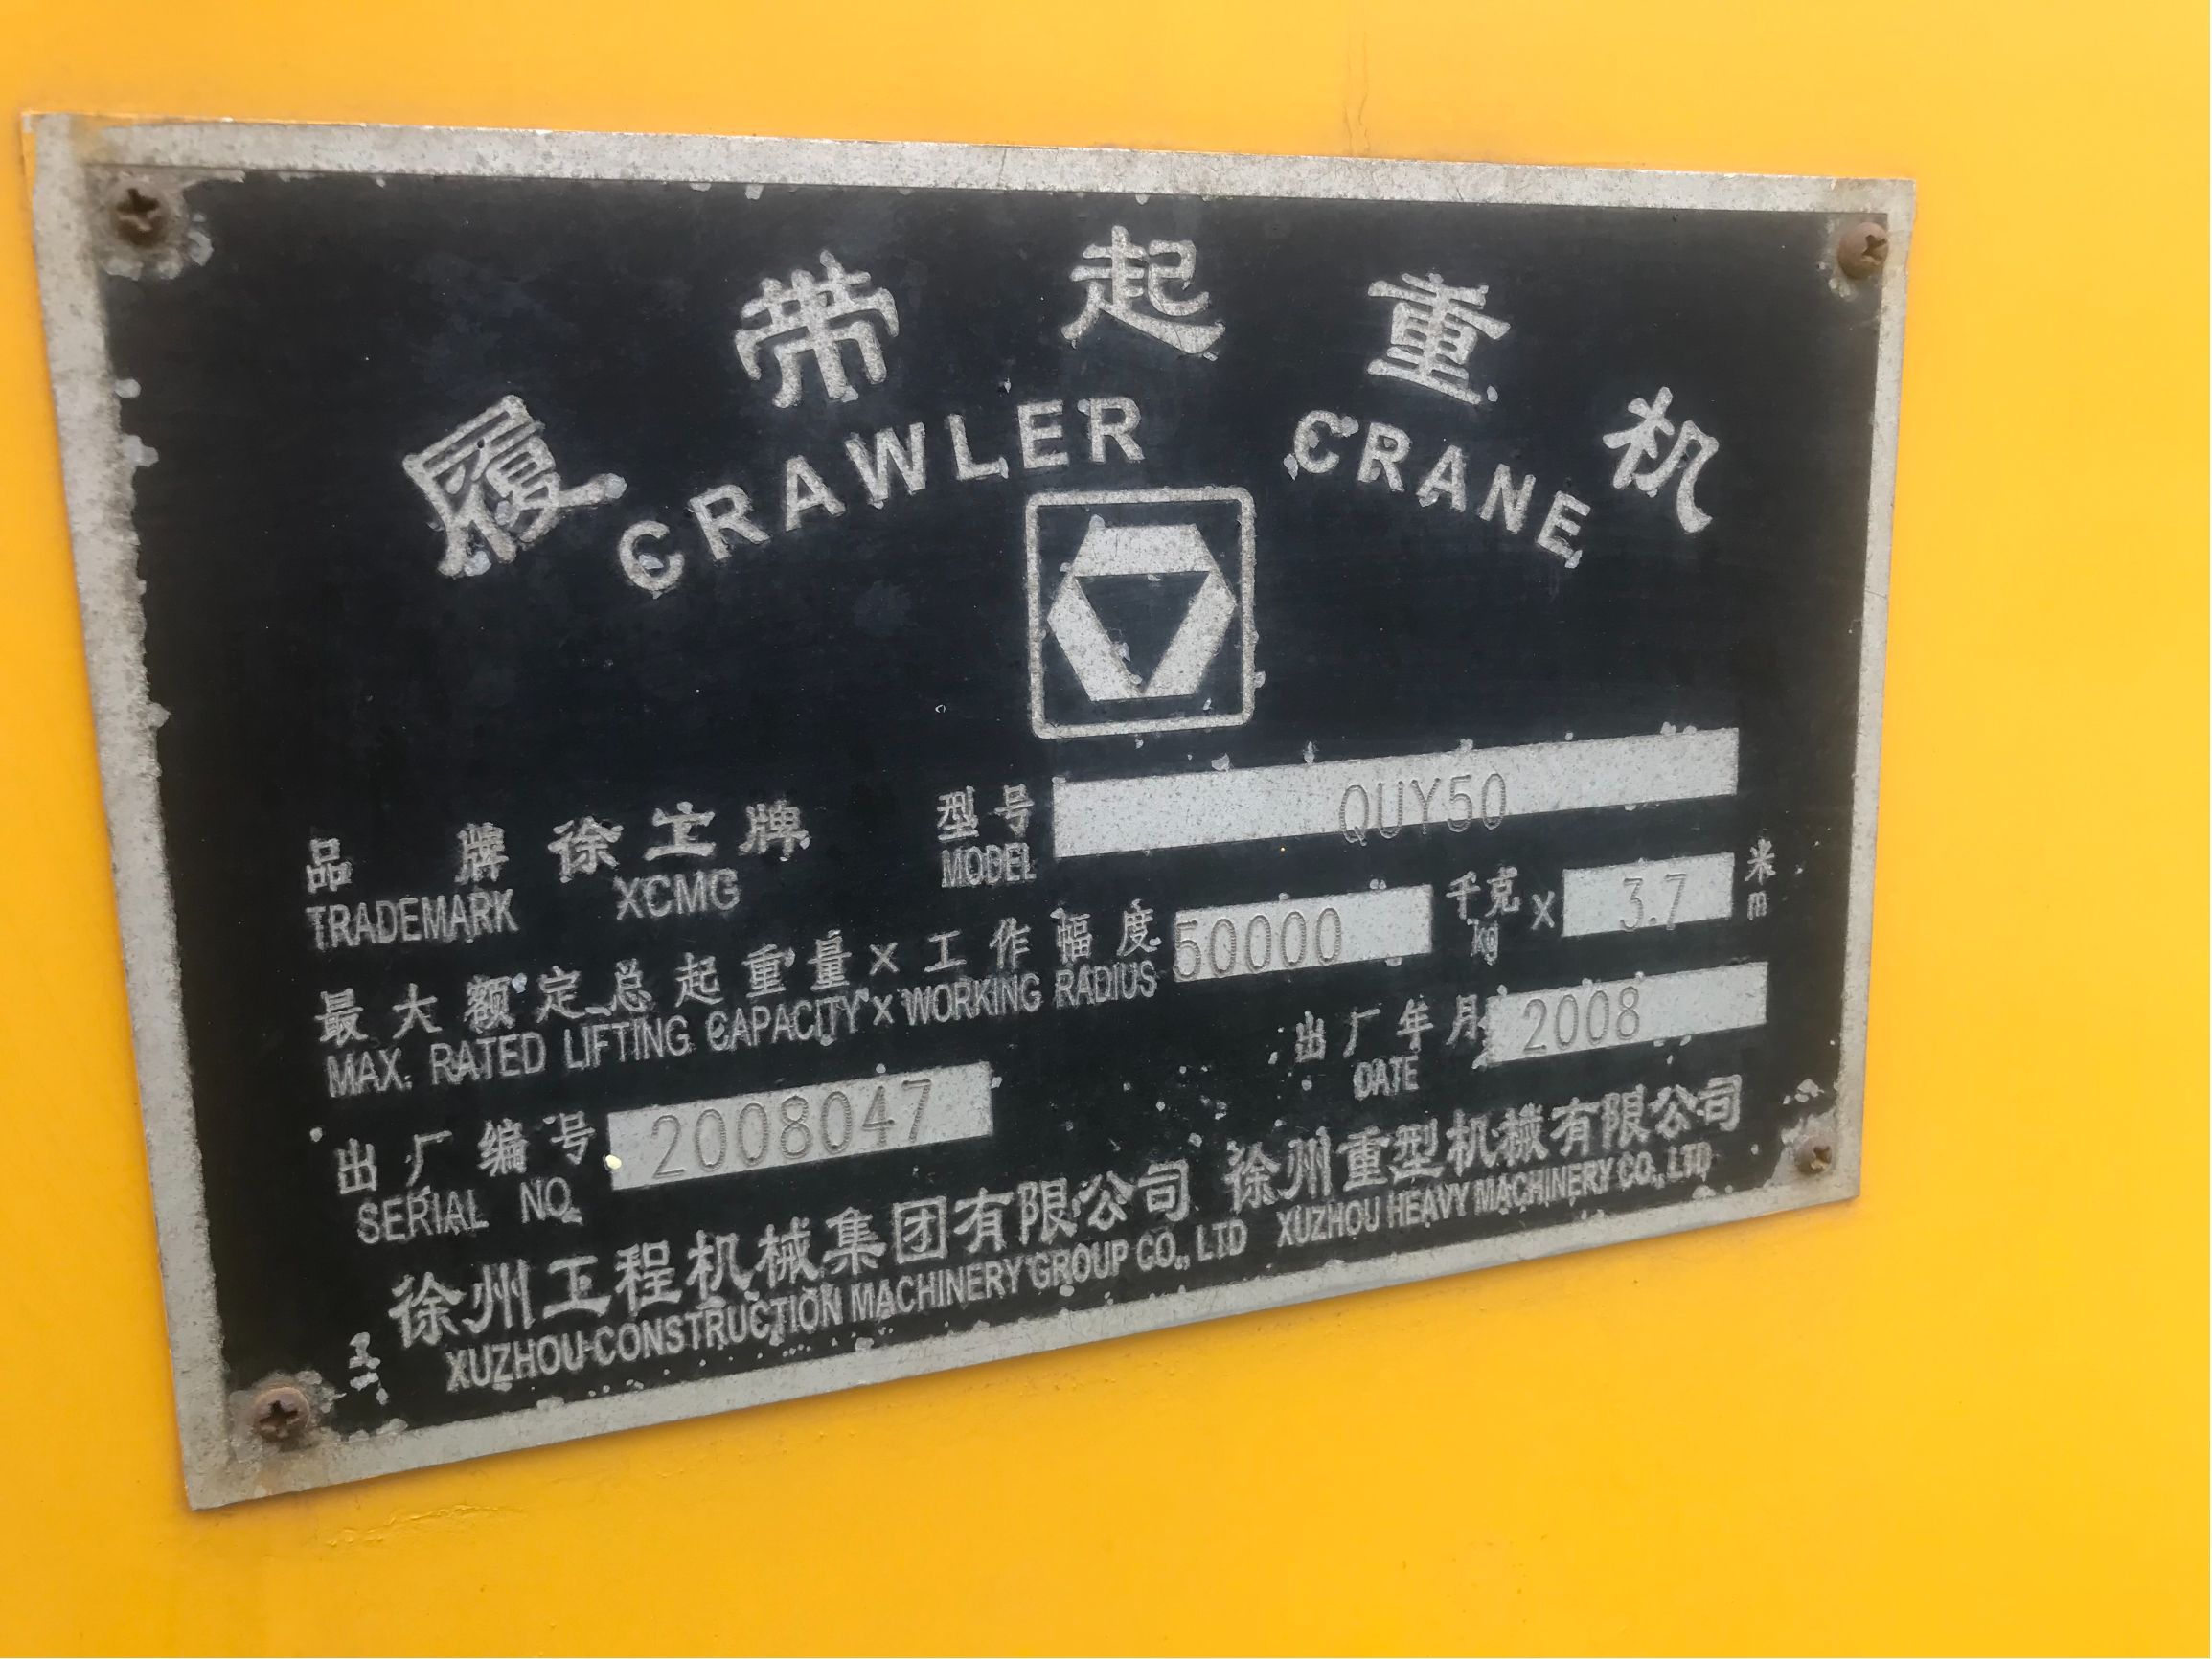 履带起重机
CRAWLER CRANE
品牌 徐工牌 型号 QUY50
TRADEMARK XCMG MODEL
最大额定总起重量×工作幅度 50000 千克 × 3.7 米
MAX. RATED LIFTING CAPACITY × WORKING RADIUS kg m
出厂编号 2008047 出厂年月 2008
SERIAL NO. DATE
徐州工程机械集团有限公司 徐州重型机械有限公司
XUZHOU CONSTRUCTION MACHINERY GROUP CO., LTD XUZHOU HEAVY MACHINERY CO., LTD